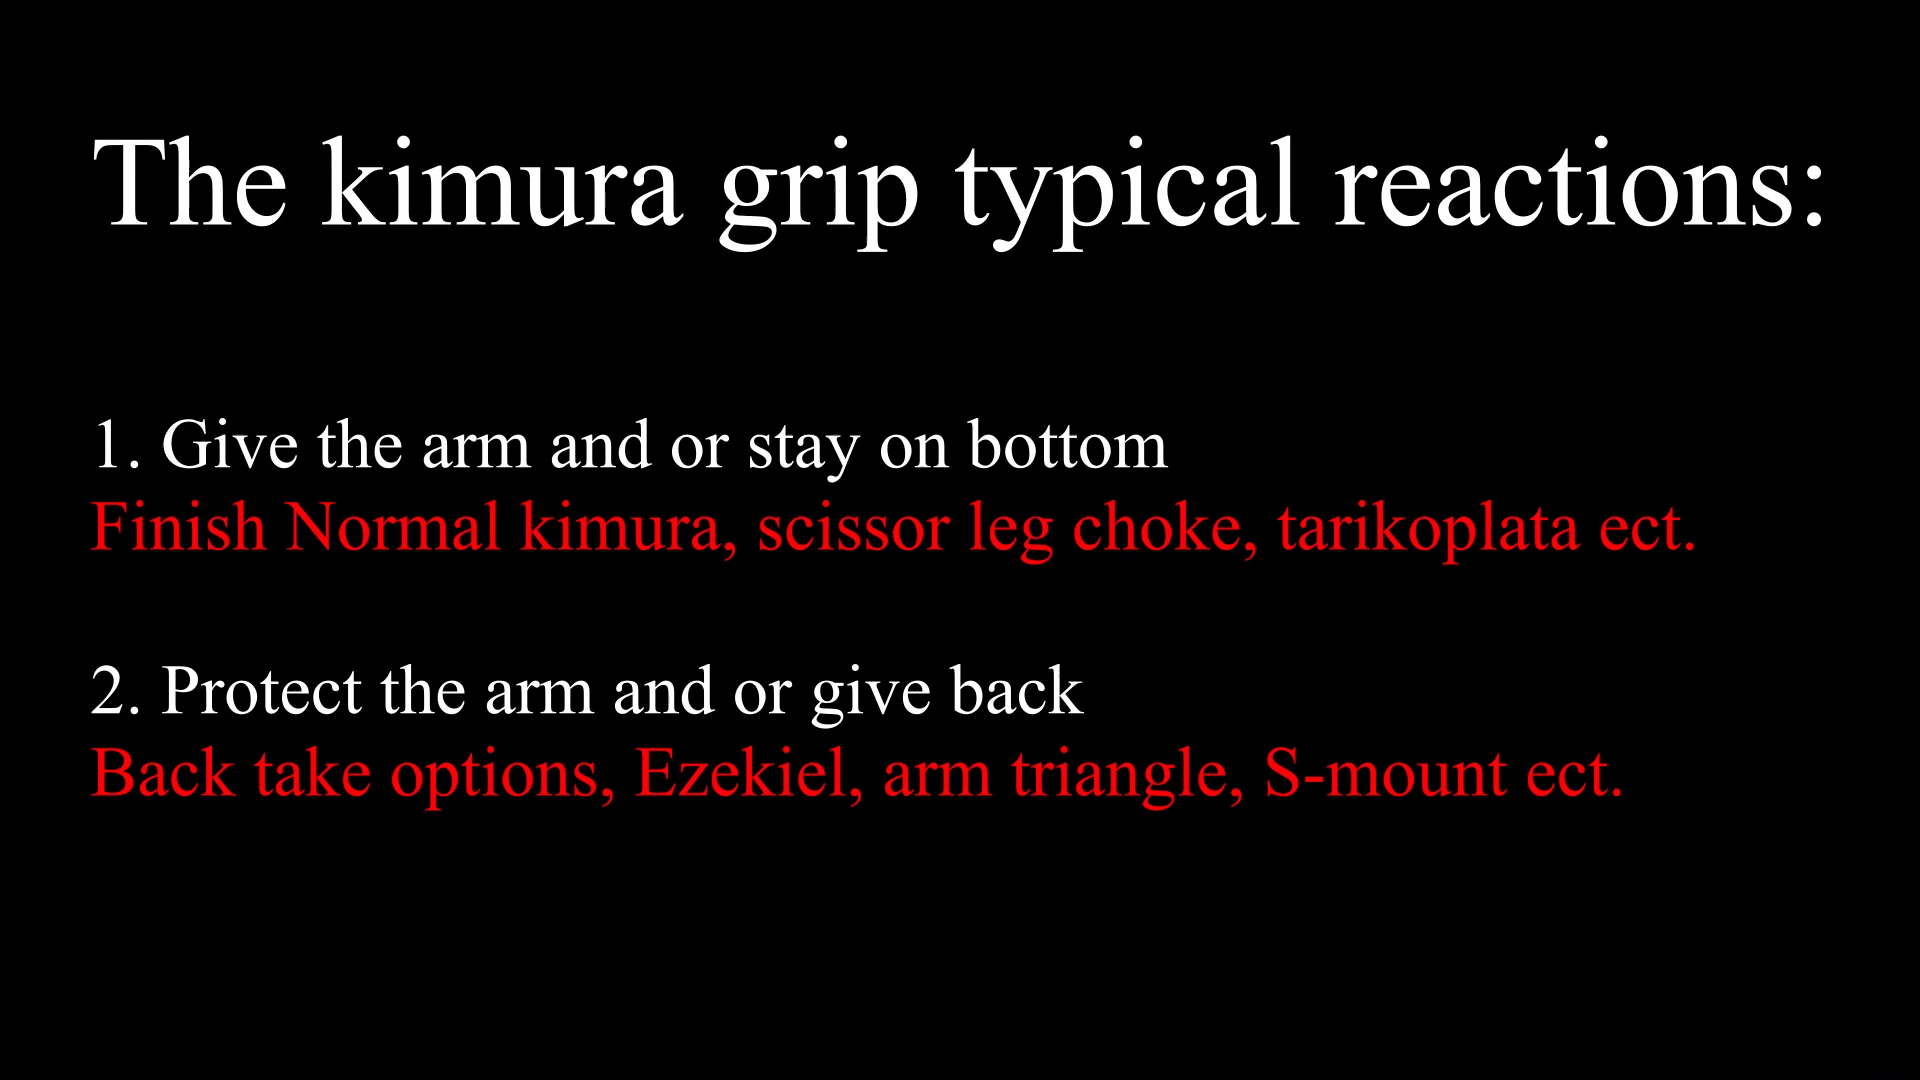 The kimura grip typical reactions:
1. Give the arm and or stay on bottom
Finish Normal kimura, scissor leg choke, tarikoplata ect.
2. Protect the arm and or give back
Back take options, Ezekiel, arm triangle, S-mount ect.